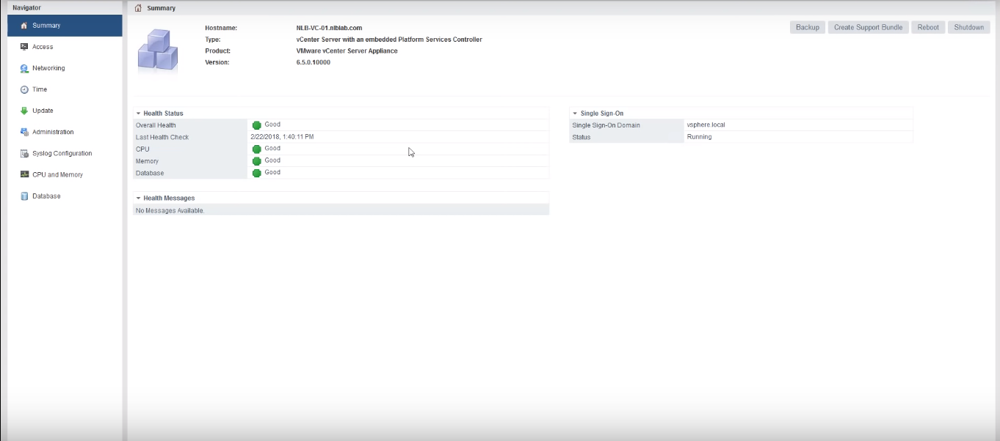 Navigator
Summary
Access
Networking
Time
Update
Administration
Syslog Configuration
CPU and Memory
Database
Summary
Hostname: NLB-VC-01.nlblab.com
Type: vCenter Server with an embedded Platform Services Controller
Product: VMware vCenter Server Appliance
Version: 6.5.0.10000
Backup Create Support Bundle Reboot Shutdown
Health Status
Overall Health Good
Last Health Check 2/22/2018, 1:40:11 PM
CPU Good
Memory Good
Database Good
Health Messages
No Messages Available.
Single Sign-On
Single Sign-On Domain vsphere.local
Status Running